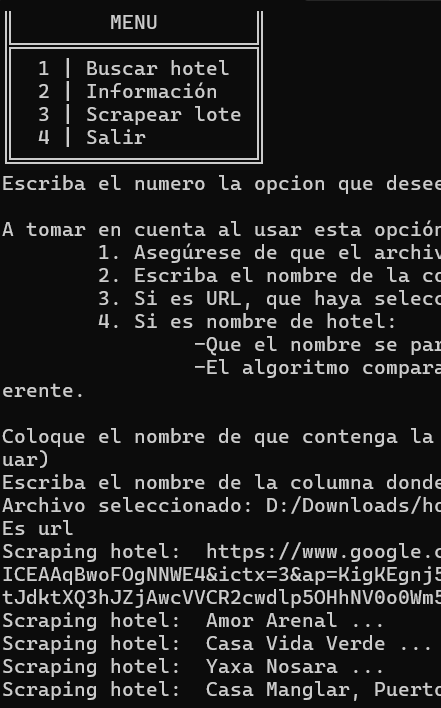 MENU
1 | Buscar hotel
2 | Información
3 | Scrapear lote
4 | Salir
Escriba el numero la opcion que desee
A tomar en cuenta al usar esta opción
1. Asegúrese de que el archiv
2. Escriba el nombre de la co
3. Si es URL, que haya selecc
4. Si es nombre de hotel:
-Que el nombre se par
-El algoritmo compara
erente.
Coloque el nombre de que contenga la
uar)
Escriba el nombre de la columna donde
Archivo seleccionado: D:/Downloads/ho
Es url
Scraping hotel:  https://www.google.c
ICEAAqBwoFOgNNWE4&ictx=3&ap=KigKEgnj5
tJdktXQ3hJZjAwcVVCR2cwdlp5OHhNV0o0Wm5
Scraping hotel:  Amor Arenal ...
Scraping hotel:  Casa Vida Verde ...
Scraping hotel:  Yaxa Nosara ...
Scraping hotel:  Casa Manglar, Puerto